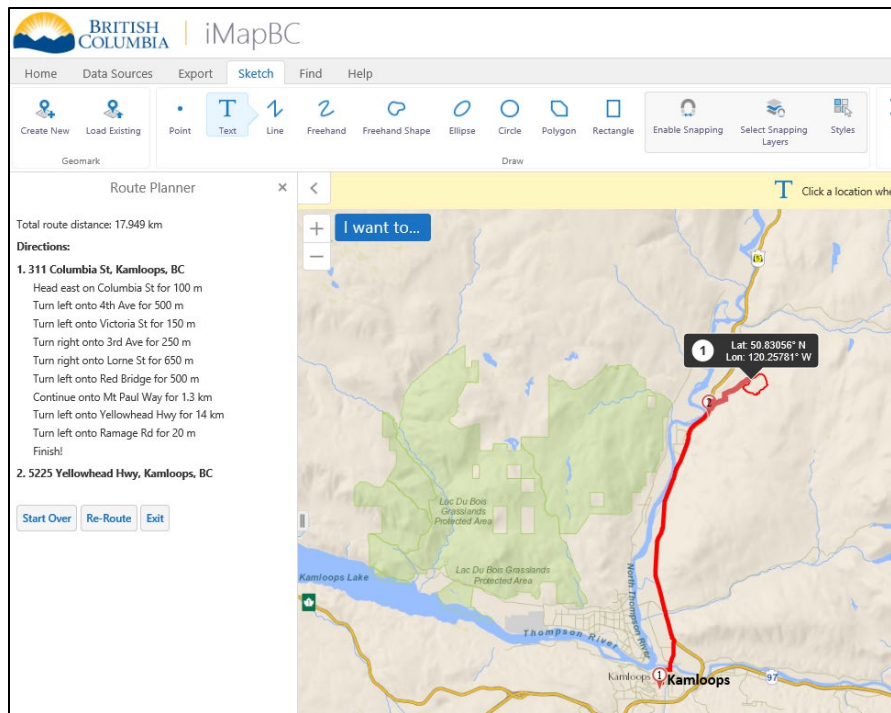 BRITISH
COLUMBIA
iMapBC
Home Data Sources Export Sketch Find Help
Create New Load Existing Point Text Line Freehand Freehand Shape Ellipse Circle Polygon Rectangle Enable Snapping Select Snapping Layers Styles
Geomark Draw
Route Planner
T Click a location whe
Total route distance: 17.949 km
Directions:
1. 311 Columbia St, Kamloops, BC
Head east on Columbia St for 100 m
Turn left onto 4th Ave for 500 m
Turn left onto Victoria St for 150 m
Turn right onto 3rd Ave for 250 m
Turn right onto Lorne St for 650 m
Turn left onto Red Bridge for 500 m
Continue onto Mt Paul Way for 1.3 km
Turn left onto Yellowhead Hwy for 14 km
Turn left onto Ramage Rd for 20 m
Finish!
2. 5225 Yellowhead Hwy, Kamloops, BC
Start Over Re-Route Exit
I want to...
5
1
Lat: 50.83056° N
Lon: 120.25781° W
2
Lac Du Bois
Grasslands
Protected Area
Lac Du Bois Grasslands
Protected Area
Kamloops Lake
1
North Thompson River
Thompson River
Kamloops
1
Kamloops
97